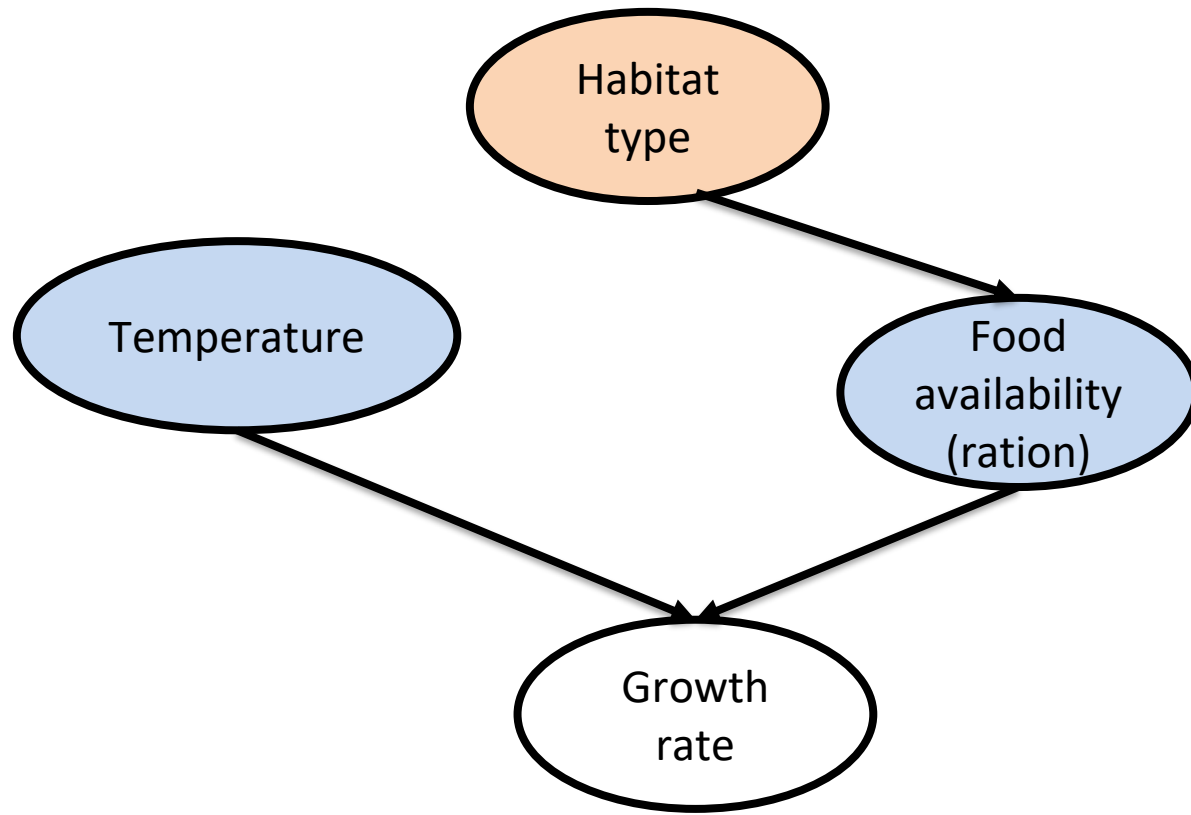 Habitat
type
Temperature
Food
availability
(ration)
Growth
rate